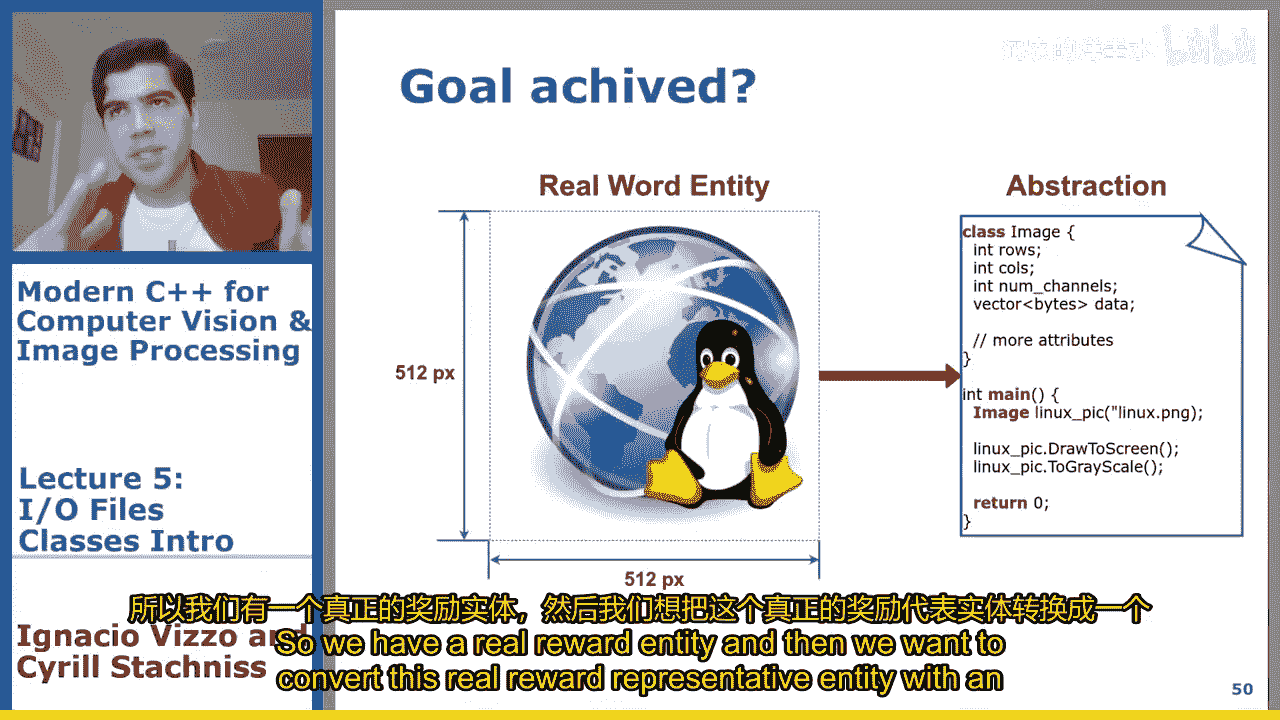 Goal achived?
Real Word Entity
Abstraction
512 px
512 px
class Image {
int rows;
int cols;
int num_channels;
vector<bytes> data;
// more attributes
}
int main() {
Image linux_pic("linux.png);
linux_pic.DrawToScreen();
linux_pic.ToGrayScale();
return 0;
}
Modern C++ for
Computer Vision &
Image Processing
Lecture 5:
I/O Files
Classes Intro
Ignacio Vizzo and
Cyrill Stachniss
所以我们有一个真正的奖励实体，然后我们想把这个真正的奖励代表实体转换成一个
So we have a real reward entity and then we want to
convert this real reward representative entity with an
50
bilibili